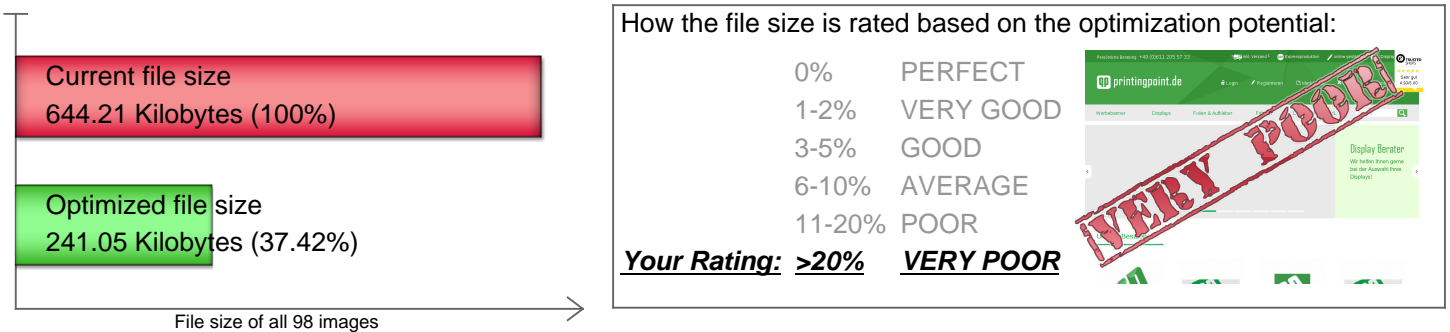 Current file size
644.21 Kilobytes (100%)
Optimized file size
241.05 Kilobytes (37.42%)
File size of all 98 images
How the file size is rated based on the optimization potential:
0% PERFECT
1-2% VERY GOOD
3-5% GOOD
6-10% AVERAGE
11-20% POOR
Your Rating: >20% VERY POOR
printingpoint.de
Login
Registrieren
Werbebanner Displays Folien & Aufkleber
Display Berater
Wir helfen Ihnen gerne
bei der Auswahl Ihres
Displays!
VERY POOR